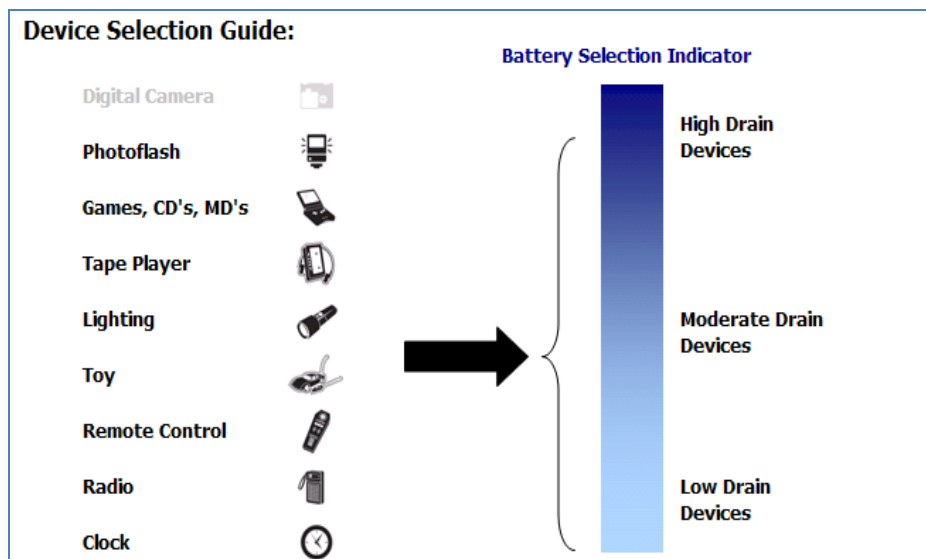 Device Selection Guide:
Battery Selection Indicator
Digital Camera
Photoflash
Games, CD's, MD's
Tape Player
Lighting
Toy
Remote Control
Radio
Clock
High Drain
Devices
Moderate Drain
Devices
Low Drain
Devices